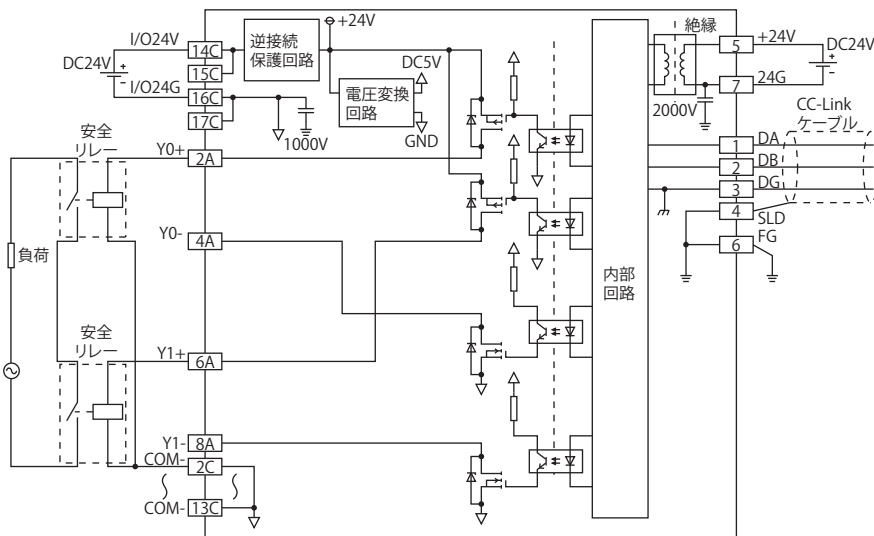 I/O24V
14C
逆接続
保護回路
+24V
DC24V
15C
I/O24G
16C
17C
1000V
電圧変換
回路
DC5V
GND
安全
リレー
Y0+
2A
Y0-
4A
負荷
安全
リレー
Y1+
6A
Y1-
8A
COM-
2C
COM-
13C
内部
回路
絶縁
2000V
5
+24V
DC24V
7
24G
CC-Link
ケーブル
1
DA
2
DB
3
DG
4
SLD
6
FG